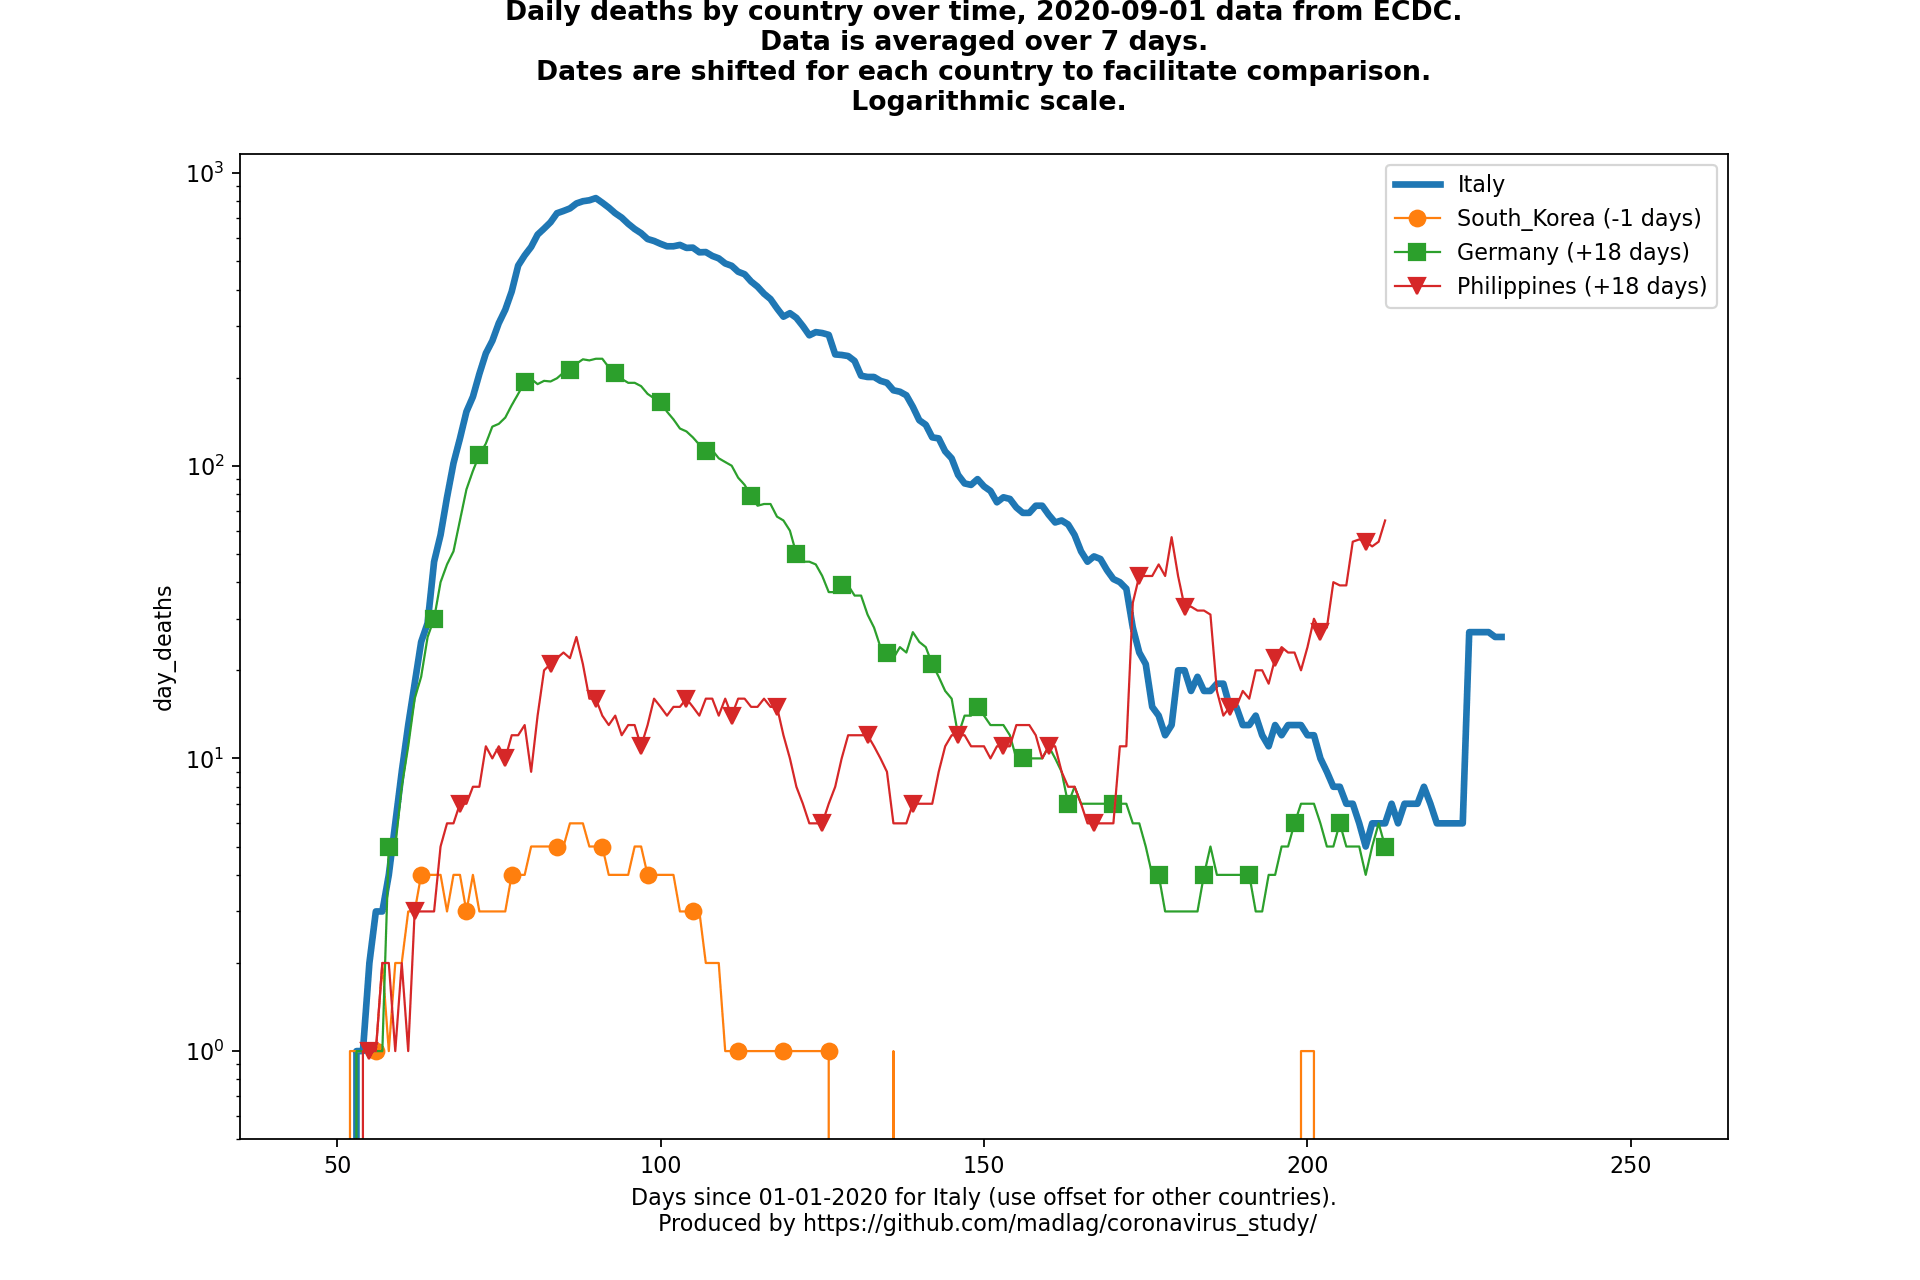 Daily deaths by country over time, 2020-09-01 data from ECDC.
Data is averaged over 7 days.
Dates are shifted for each country to facilitate comparison.
Logarithmic scale.
10³
10²
10¹
10⁰
day_deaths
Italy
South_Korea (-1 days)
Germany (+18 days)
Philippines (+18 days)
50 100 150 200 250
Days since 01-01-2020 for Italy (use offset for other countries).
Produced by https://github.com/madlag/coronavirus_study/